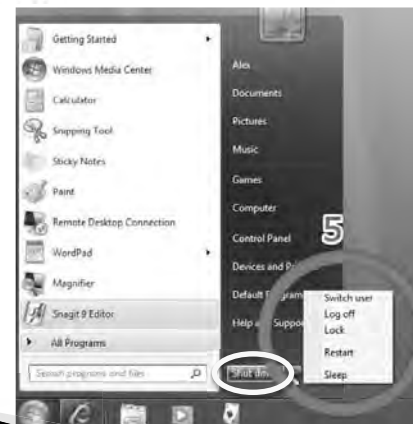 Getting Started
Windows Media Center
Calculator
Snipping Tool
Sticky Notes
Paint
Remote Desktop Connection
WordPad
Magnifier
Snagit 9 Editor
All Programs
Search programs and files
Alex
Documents
Pictures
Music
Games
Computer
Control Panel
5
Devices and
Default
Help
Shut
Switch user
Log off
Lock
Restart
Sleep